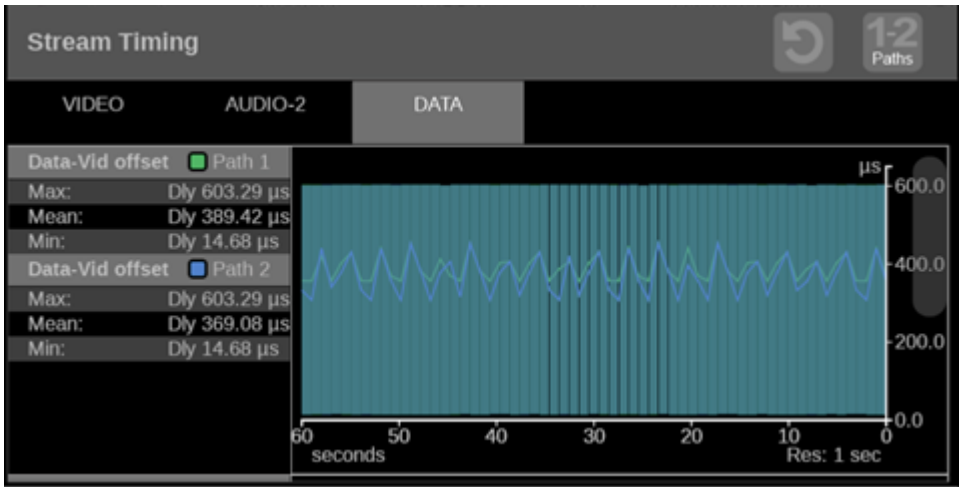 Stream Timing
1-2
Paths
VIDEO AUDIO-2 DATA
Data-Vid offset Path 1
Max: Dly 603.29 µs
Mean: Dly 389.42 µs
Min: Dly 14.68 µs
Data-Vid offset Path 2
Max: Dly 603.29 µs
Mean: Dly 369.08 µs
Min: Dly 14.68 µs
µs
600.0
400.0
200.0
0.0
60 50 40 30 20 10 0
seconds Res: 1 sec